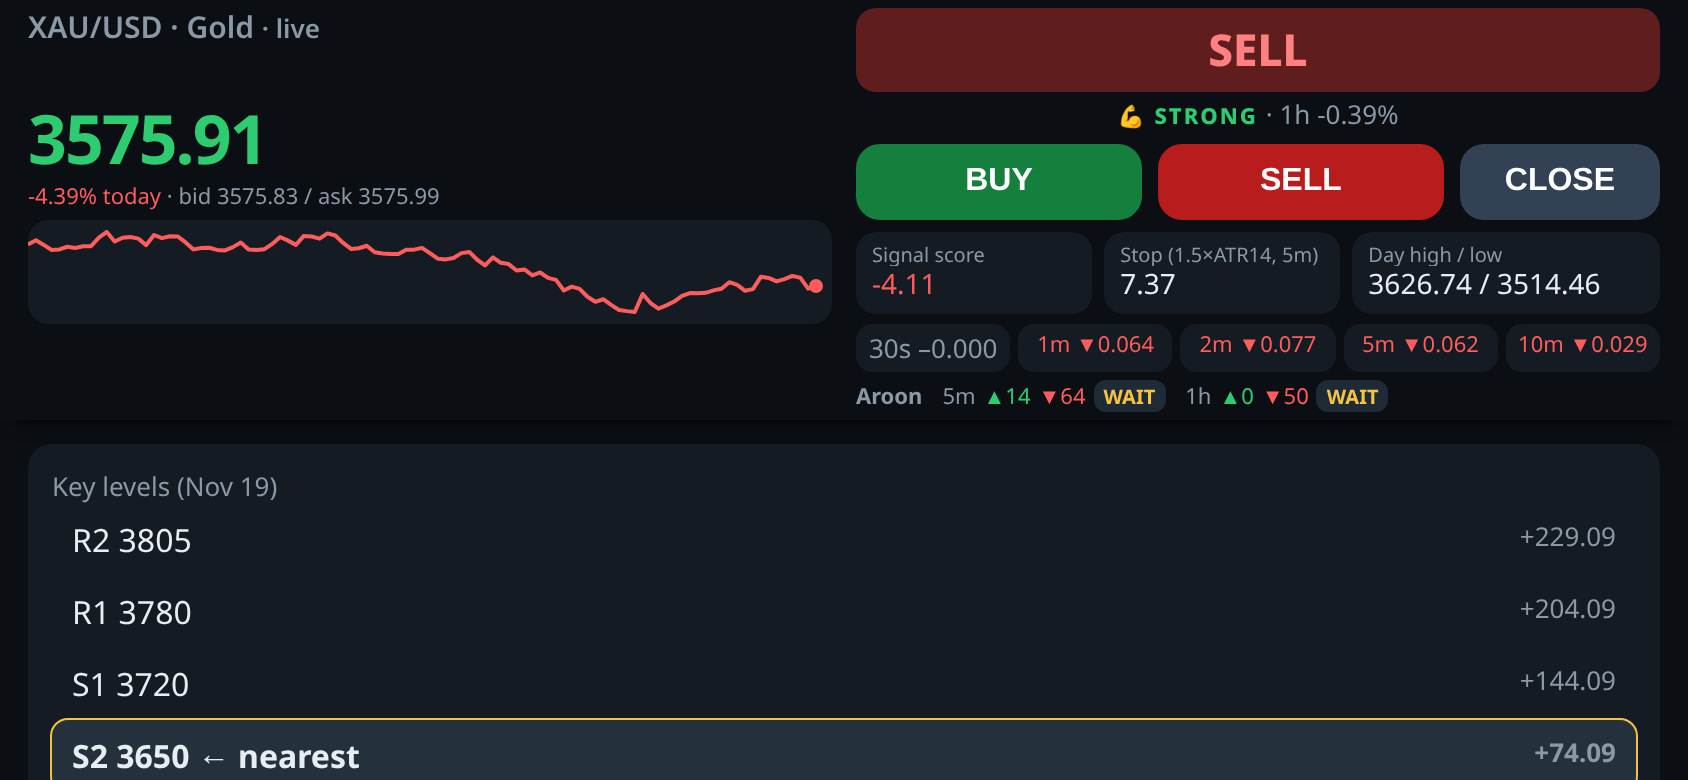 XAU/USD · Gold · live
3575.91
-4.39% today · bid 3575.83 / ask 3575.99
SELL
💪 STRONG · 1h -0.39%
BUY
SELL
CLOSE
Signal score
-4.11
Stop (1.5×ATR14, 5m)
7.37
Day high / low
3626.74 / 3514.46
30s –0.000
1m ▼0.064
2m ▼0.077
5m ▼0.062
10m ▼0.029
Aroon 5m ▲14 ▼64 WAIT 1h ▲0 ▼50 WAIT
Key levels (Nov 19)
R2 3805 +229.09
R1 3780 +204.09
S1 3720 +144.09
S2 3650 ← nearest +74.09